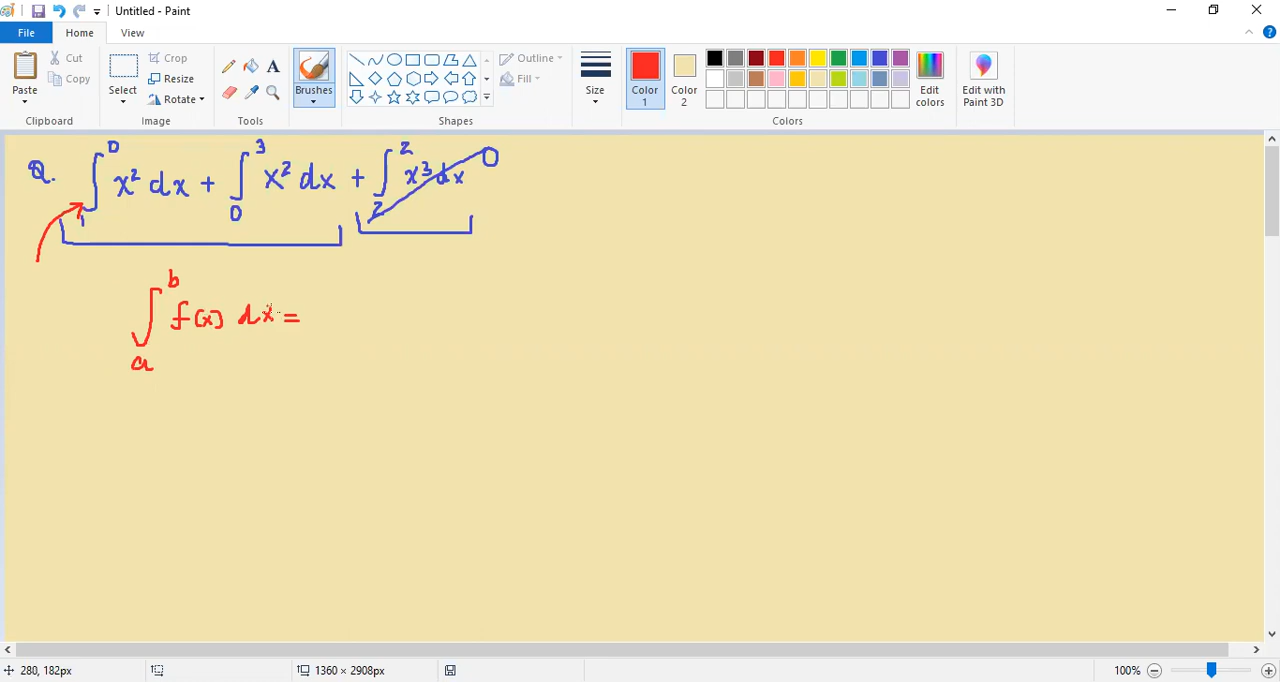 Untitled - Paint
File Home View
Paste Cut Copy Select Crop Resize Rotate Brushes Outline Fill Size Color 1 Color 2 Edit colors Edit with Paint 3D
Clipboard Image Tools Shapes Colors
Q. ∫₁⁰ x² dx + ∫₀³ x² dx + ∫₂² x³ dx 0
∫ₐᵇ f(x) dx =
280, 182px 1360 × 2908px 100%